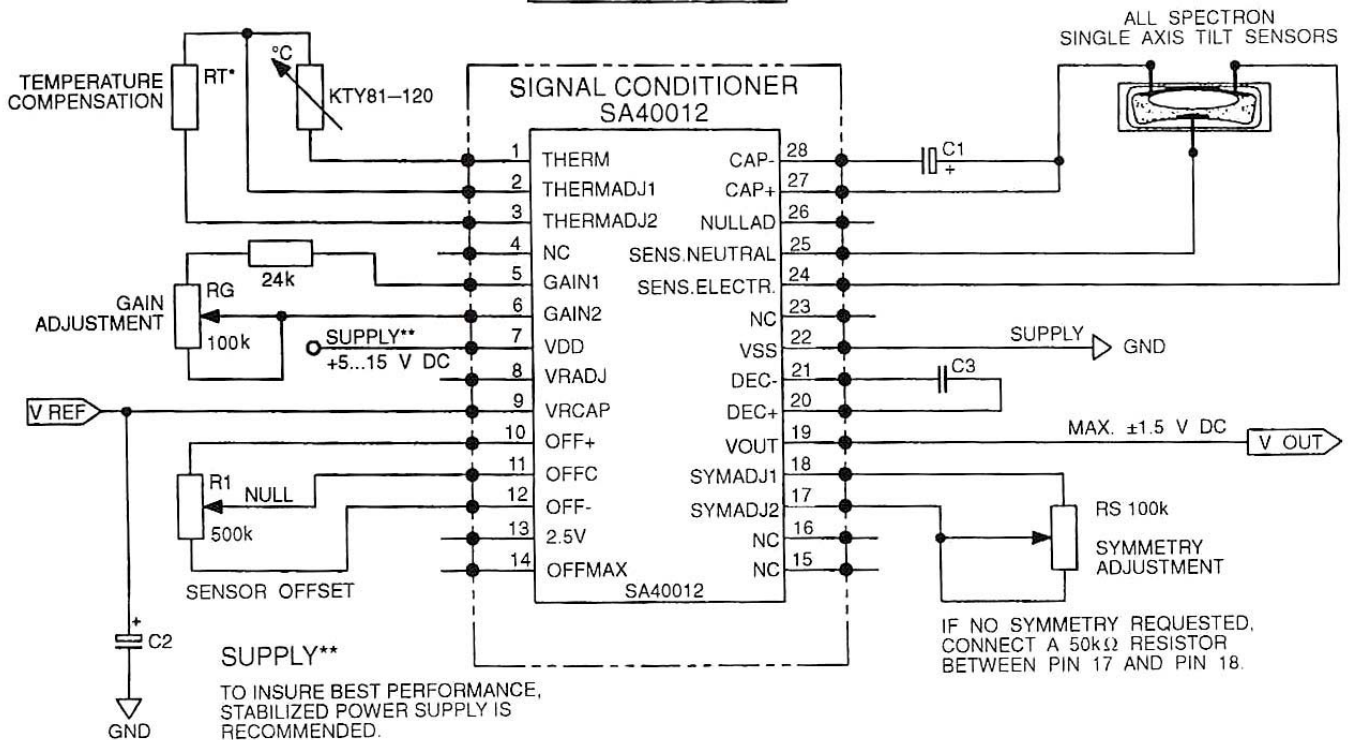 ALL SPECTRON
SINGLE AXIS TILT SENSORS
TEMPERATURE
COMPENSATION
RT*
°C
KTY81–120
SIGNAL CONDITIONER
SA40012
1 THERM
2 THERMADJ1
3 THERMADJ2
4 NC
5 GAIN1
6 GAIN2
7 VDD
8 VRADJ
9 VRCAP
10 OFF+
11 OFFC
12 OFF-
13 2.5V
14 OFFMAX
CAP- 28
CAP+ 27
NULLAD 26
SENS.NEUTRAL 25
SENS.ELECTR. 24
NC 23
VSS 22
DEC- 21
DEC+ 20
VOUT 19
SYMADJ1 18
SYMADJ2 17
NC 16
NC 15
SA40012
C1
+
24k
GAIN
ADJUSTMENT
RG
100k
SUPPLY**
+5...15 V DC
V REF
R1
NULL
500k
SENSOR OFFSET
+
C2
GND
SUPPLY**
TO INSURE BEST PERFORMANCE,
STABILIZED POWER SUPPLY IS
RECOMMENDED.
SUPPLY
GND
C3
MAX. ±1.5 V DC
V OUT
RS 100k
SYMMETRY
ADJUSTMENT
IF NO SYMMETRY REQUESTED,
CONNECT A 50kΩ RESISTOR
BETWEEN PIN 17 AND PIN 18.